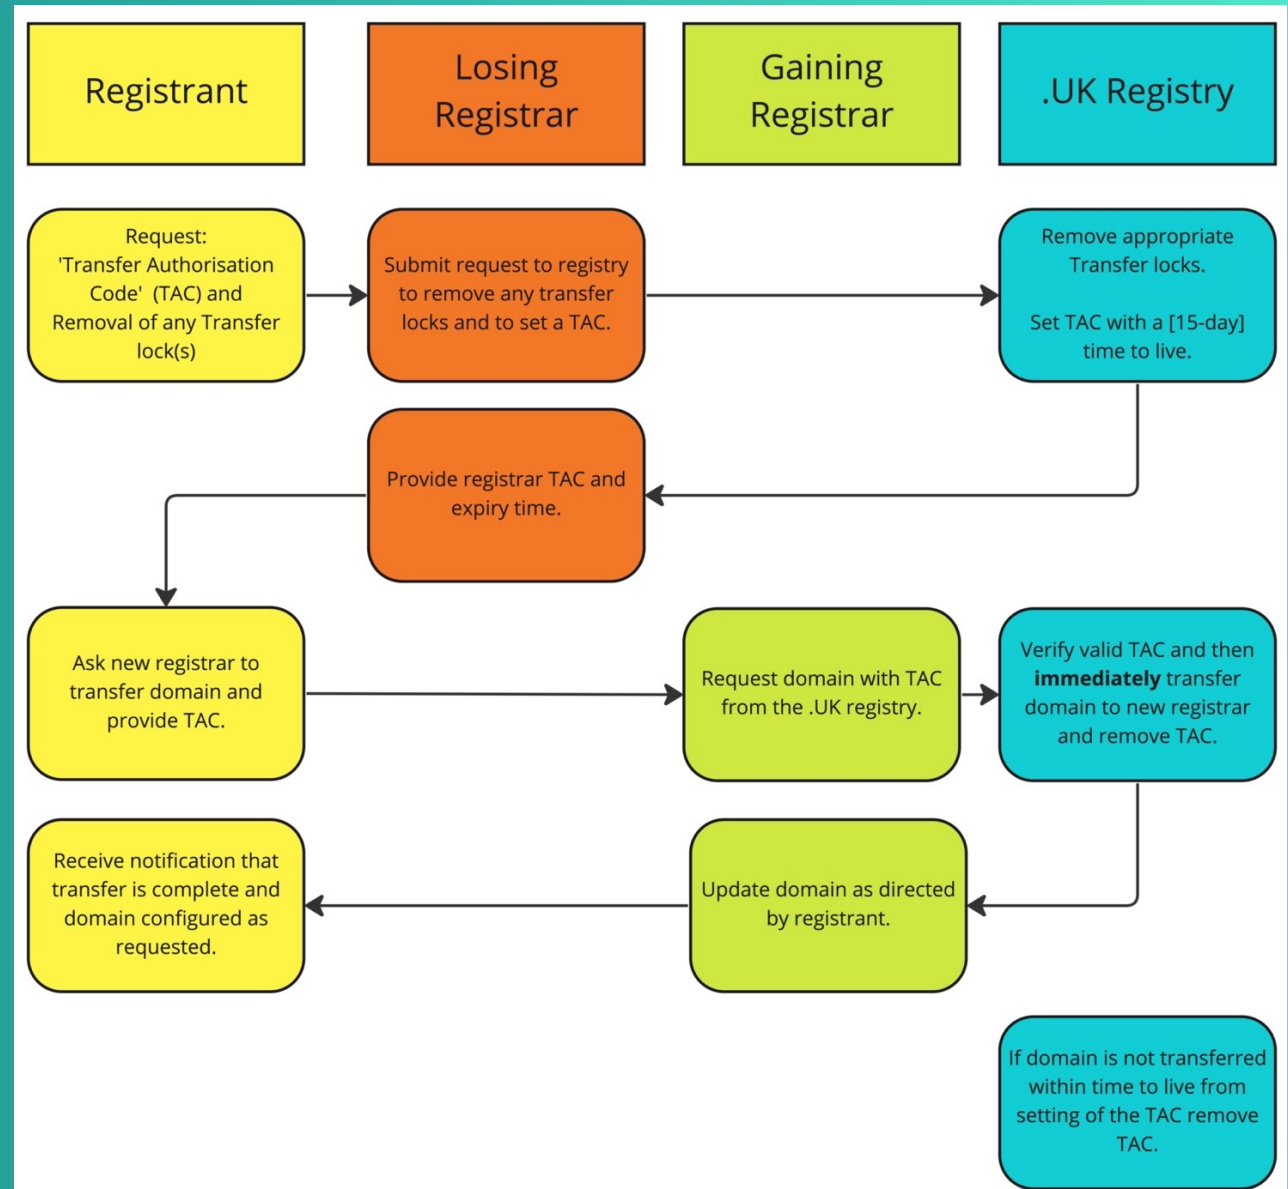 Registrant
Losing
Registrar
Gaining
Registrar
.UK Registry
Request:
'Transfer Authorisation
Code'  (TAC) and
Removal of any Transfer
lock(s)
Submit request to registry
to remove any transfer
locks and to set a TAC.
Remove appropriate
Transfer locks.
Set TAC with a [15-day]
time to live.
Provide registrar TAC and
expiry time.
Ask new registrar to
transfer domain and
provide TAC.
Request domain with TAC
from the .UK registry.
Verify valid TAC and then
immediately transfer
domain to new registrar
and remove TAC.
Receive notification that
transfer is complete and
domain configured as
requested.
Update domain as directed
by registrant.
If domain is not transferred
within time to live from
setting of the TAC remove
TAC.